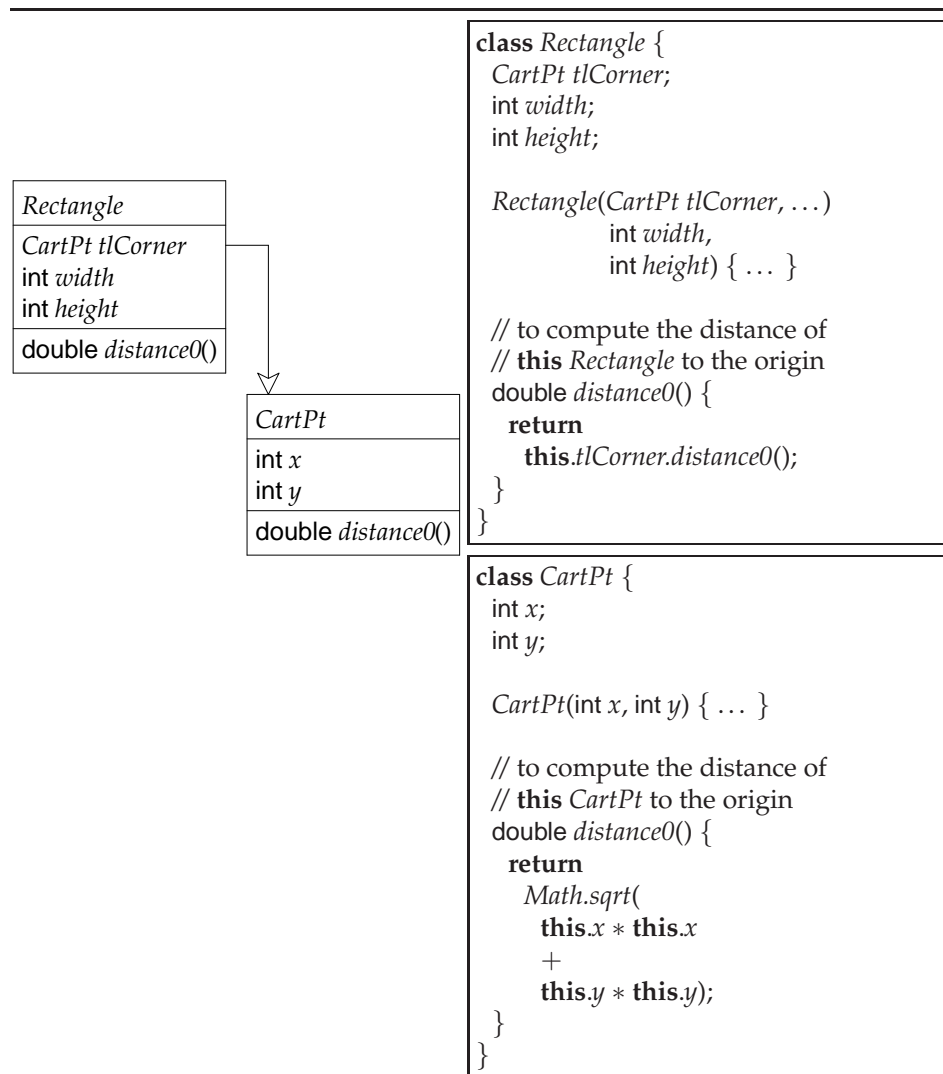 Rectangle
CartPt tlCorner
int width
int height
double distance0()
CartPt
int x
int y
double distance0()
class Rectangle {
CartPt tlCorner;
int width;
int height;
Rectangle(CartPt tlCorner, . . . )
int width,
int height) { . . . }
// to compute the distance of
// this Rectangle to the origin
double distance0() {
return
this.tlCorner.distance0();
}
}
class CartPt {
int x;
int y;
CartPt(int x, int y) { . . . }
// to compute the distance of
// this CartPt to the origin
double distance0() {
return
Math.sqrt(
this.x ∗ this.x
+
this.y ∗ this.y);
}
}